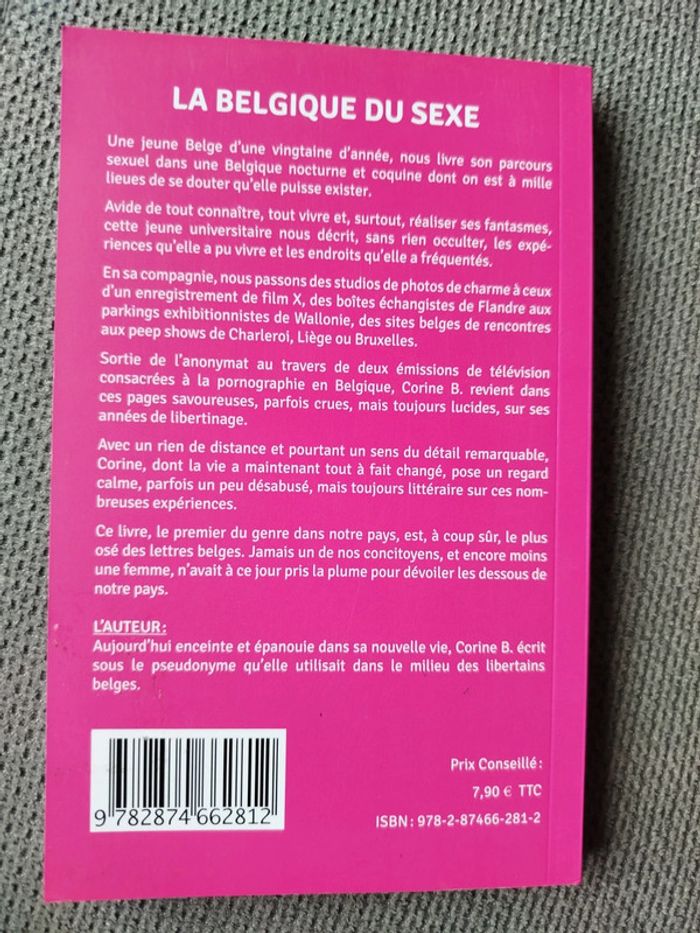 LA BELGIQUE DU SEXE
Une jeune Belge d'une vingtaine d'année, nous livre son parcours
sexuel dans une Belgique nocturne et coquine dont on est à mille
lieues de se douter qu'elle puisse exister.
Avide de tout connaître, tout vivre et, surtout, réaliser ses fantasmes,
cette jeune universitaire nous décrit, sans rien occulter, les expé-
riences qu'elle a pu vivre et les endroits qu'elle a fréquentés.
En sa compagnie, nous passons des studios de photos de charme à ceux
d'un enregistrement de film X, des boîtes échangistes de Flandre aux
parkings exhibitionnistes de Wallonie, des sites belges de rencontres
aux peep shows de Charleroi, Liège ou Bruxelles.
Sortie de l'anonymat au travers de deux émissions de télévision
consacrées à la pornographie en Belgique, Corine B. revient dans
ces pages savoureuses, parfois crues, mais toujours lucides, sur ses
années de libertinage.
Avec un rien de distance et pourtant un sens du détail remarquable,
Corine, dont la vie a maintenant tout à fait changé, pose un regard
calme, parfois un peu désabusé, mais toujours littéraire sur ces nom-
breuses expériences.
Ce livre, le premier du genre dans notre pays, est, à coup sûr, le plus
osé des lettres belges. Jamais un de nos concitoyens, et encore moins
une femme, n'avait à ce jour pris la plume pour dévoiler les dessous de
notre pays.
L'AUTEUR :
Aujourd'hui enceinte et épanouie dans sa nouvelle vie, Corine B. écrit
sous le pseudonyme qu'elle utilisait dans le milieu des libertains
belges.
Prix Conseillé :
7,90 € TTC
ISBN : 978-2-87466-281-2
9 782874 662812